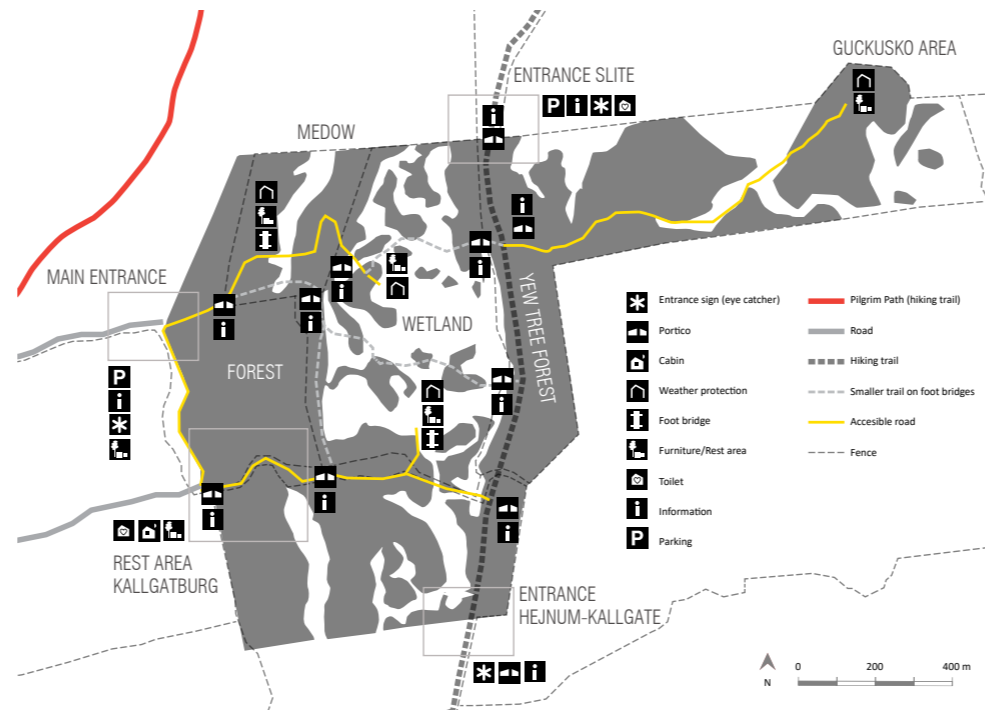 GUCKUSKO AREA
ENTRANCE SLITE
P i
i
MEDOW
i
MAIN ENTRANCE
i
i
i
i
WETLAND
YEW TREE FOREST
FOREST
P
i
i
i
i
i
REST AREA
KALLGATBURG
ENTRANCE
HEJNUM-KALLGATE
i
Entrance sign (eye catcher)
Portico
Cabin
Weather protection
Foot bridge
Furniture/Rest area
Toilet
i Information
P Parking
Pilgrim Path (hiking trail)
Road
Hiking trail
Smaller trail on foot bridges
Accesible road
Fence
N
0 200 400 m